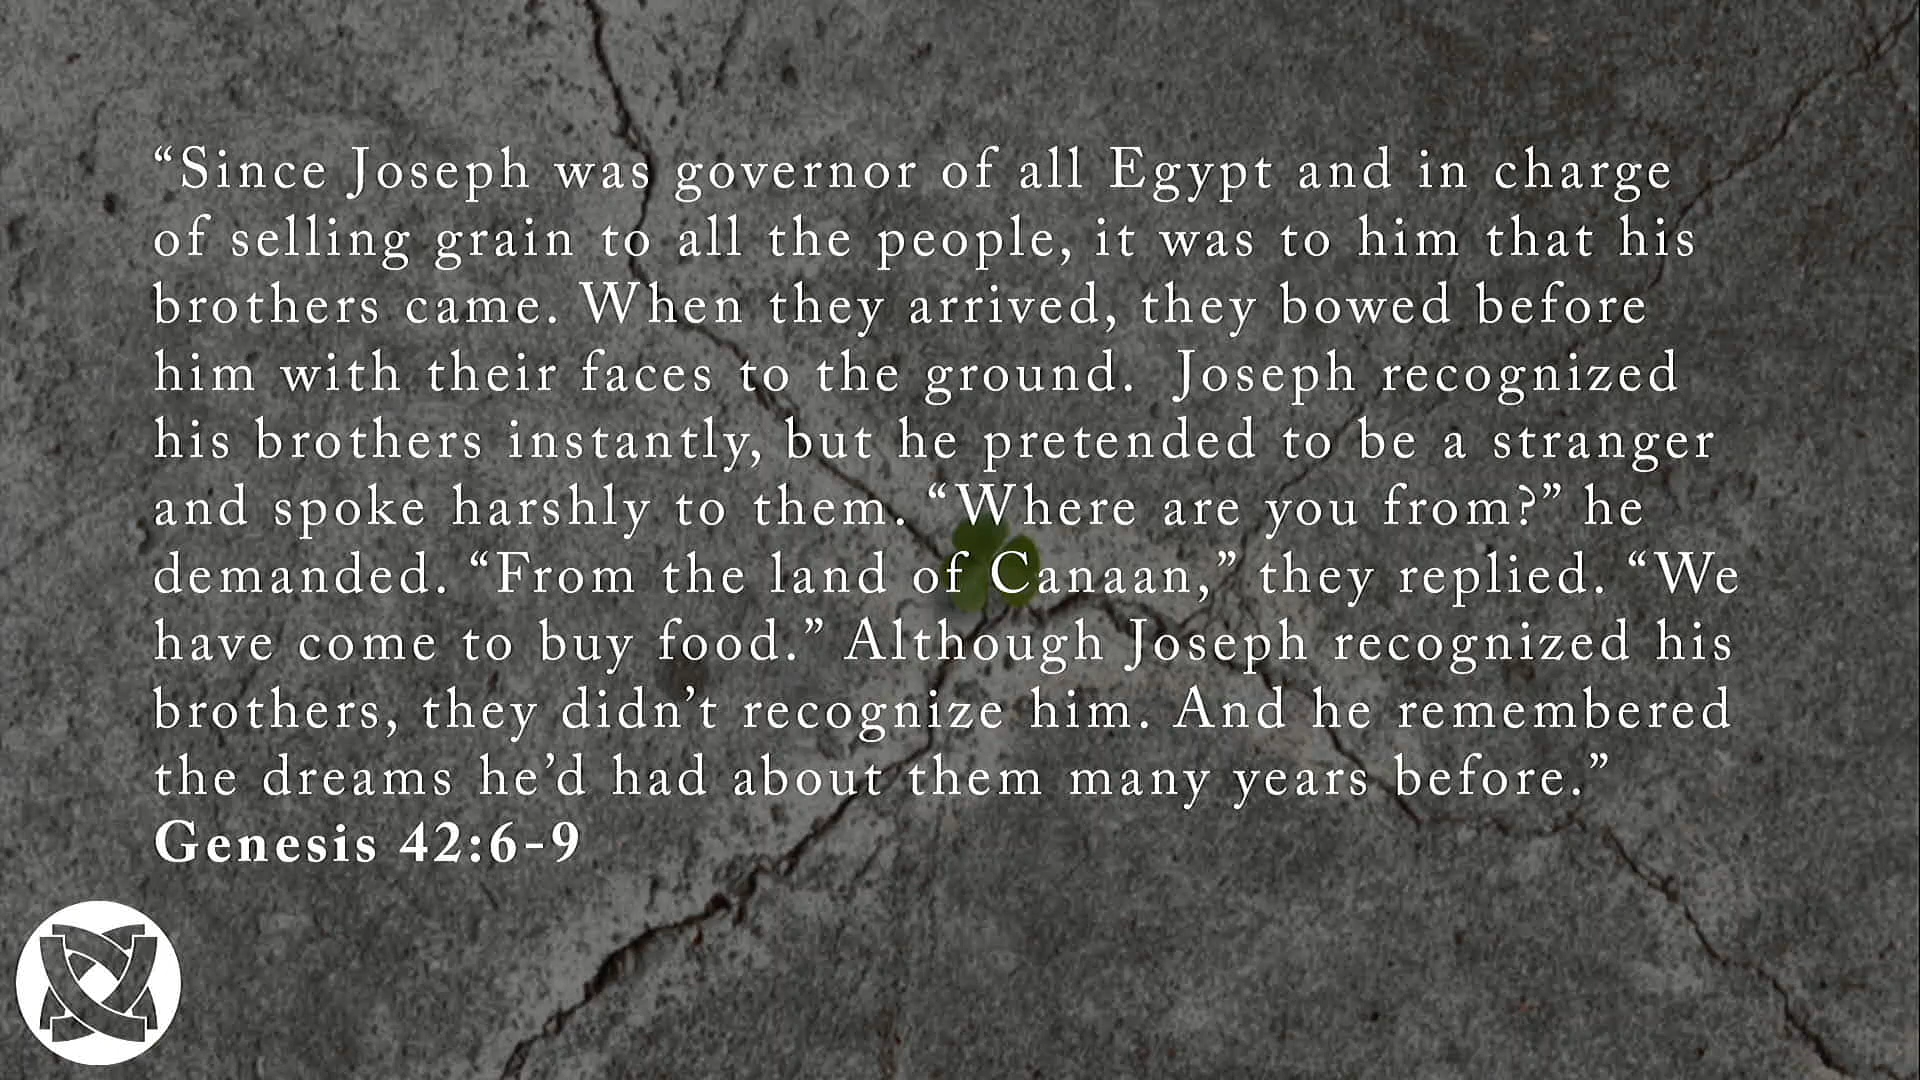 “Since Joseph was governor of all Egypt and in charge
of selling grain to all the people, it was to him that his
brothers came. When they arrived, they bowed before
him with their faces to the ground. Joseph recognized
his brothers instantly, but he pretended to be a stranger
and spoke harshly to them. “Where are you from?” he
demanded. “From the land of Canaan,” they replied. “We
have come to buy food.” Although Joseph recognized his
brothers, they didn’t recognize him. And he remembered
the dreams he’d had about them many years before.”
Genesis 42:6-9